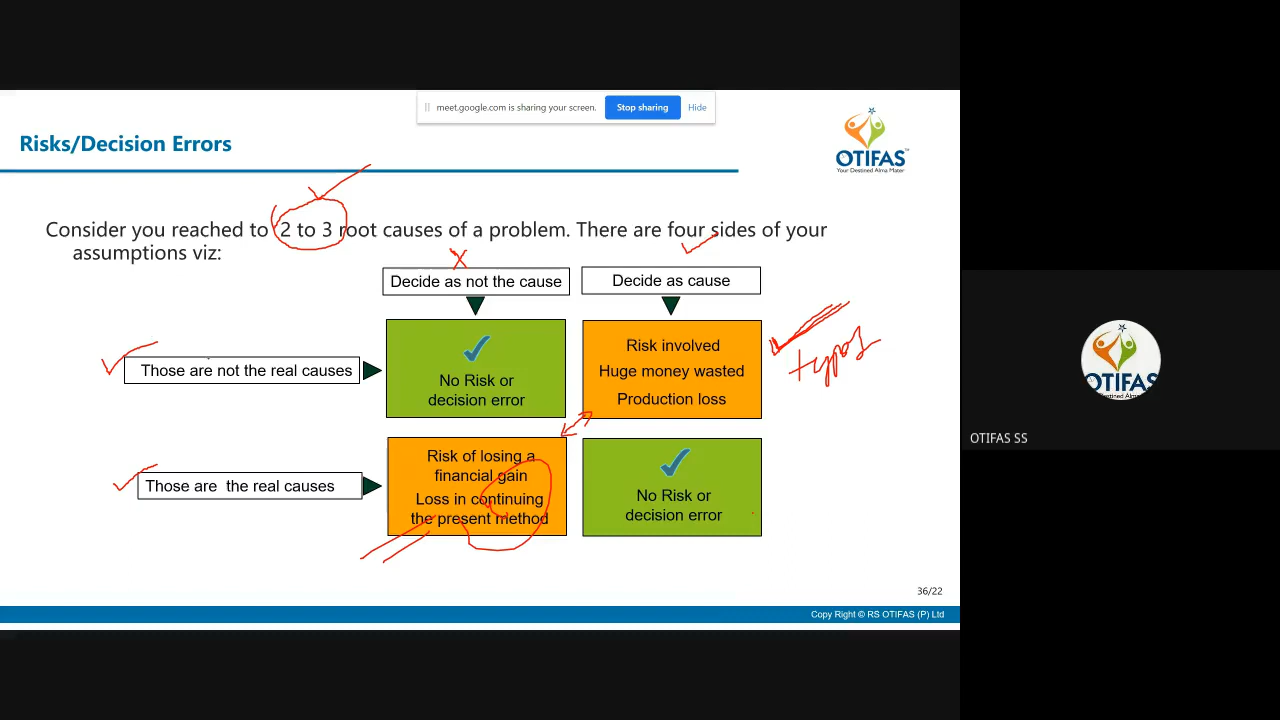 meet.google.com is sharing your screen. Stop sharing Hide
Risks/Decision Errors
OTIFAS
Your Destined Alma Mater
Consider you reached to 2 to 3 root causes of a problem. There are four sides of your
assumptions viz:
Decide as not the cause
Decide as cause
Those are not the real causes
No Risk or
decision error
Risk involved
Huge money wasted
Production loss
Those are the real causes
Risk of losing a
financial gain
Loss in continuing
the present method
No Risk or
decision error
36/22
Copy Right © RS OTIFAS (P) Ltd
OTIFAS
OTIFAS SS